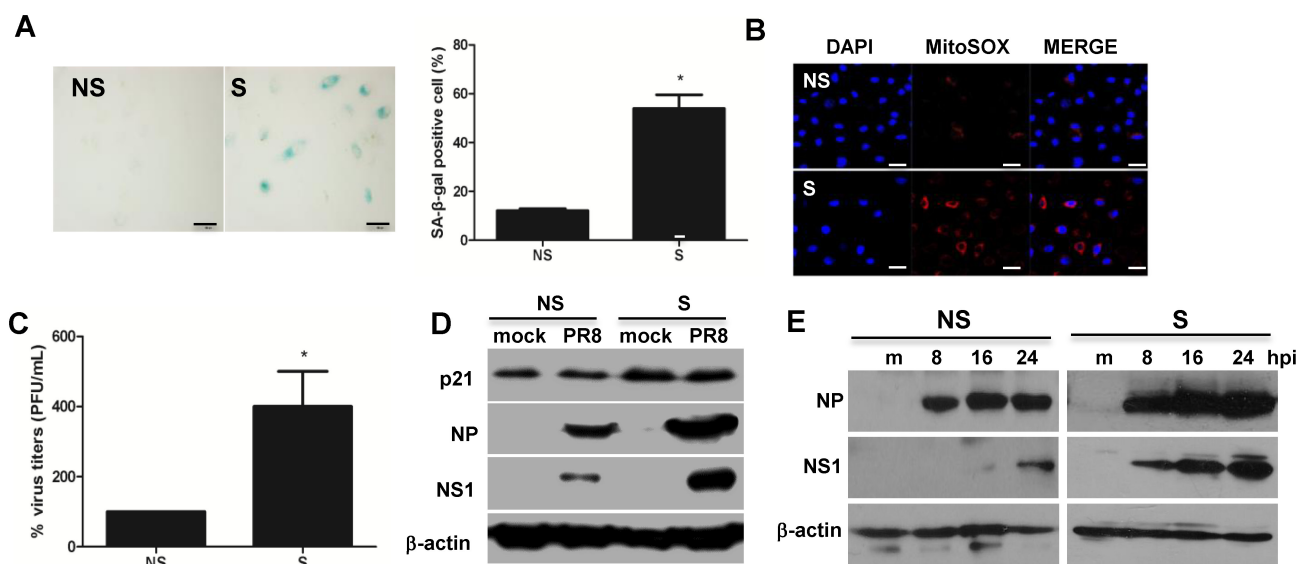 A
NS
S
SA-β-gal positive cell (%)
80
60
40
20
0
*
NS
S
B
DAPI MitoSOX MERGE
NS
S
C
% virus titers (PFU/mL)
600
400
200
0
*
NS
S
D
NS S
mock PR8 mock PR8
p21
NP
NS1
β-actin
E
NS S
m 8 16 24 m 8 16 24 hpi
NP
NS1
β-actin